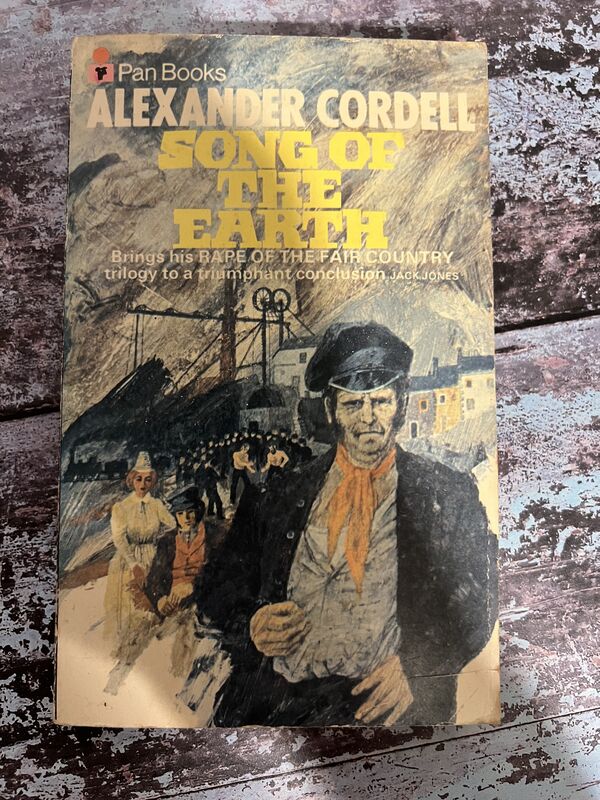 Pan Books
ALEXANDER CORDELL
SONG OF
THE
EARTH
Brings his RAPE OF THE FAIR COUNTRY
trilogy to a triumphant conclusion JACK JONES